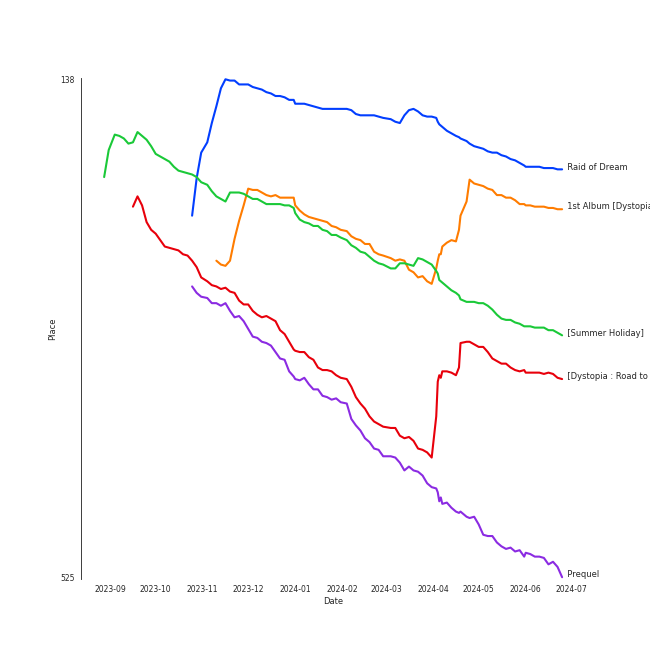 138
Raid of Dream
1st Album [Dystopia
Place
[Summer Holiday]
[Dystopia : Road to
525
Prequel
2023-09 2023-10 2023-11 2023-12 2024-01 2024-02 2024-03 2024-04 2024-05 2024-06 2024-07
Date